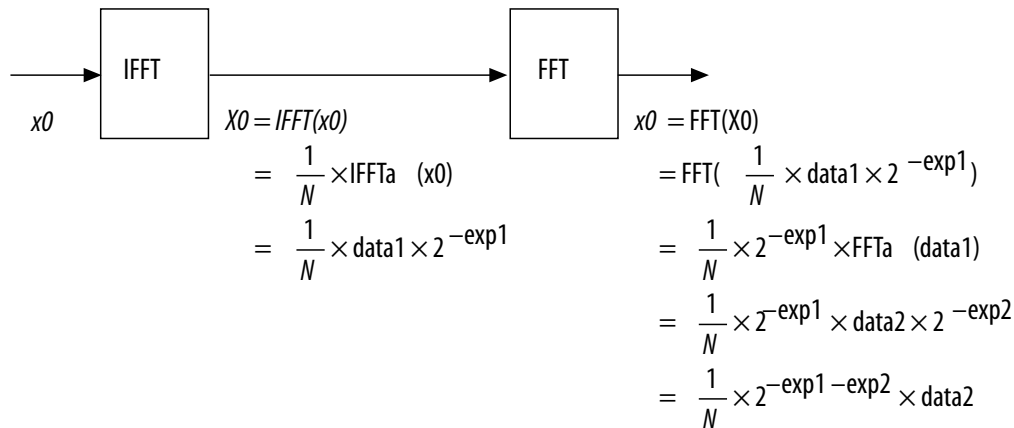 IFFT
FFT
x0
X0 = IFFT(x0)
= 1/N × IFFTa (x0)
= 1/N × data1 × 2^−exp1
x0 = FFT(X0)
= FFT( 1/N × data1 × 2^−exp1)
= 1/N × 2^−exp1 × FFTa (data1)
= 1/N × 2^−exp1 × data2 × 2^−exp2
= 1/N × 2^−exp1 −exp2 × data2